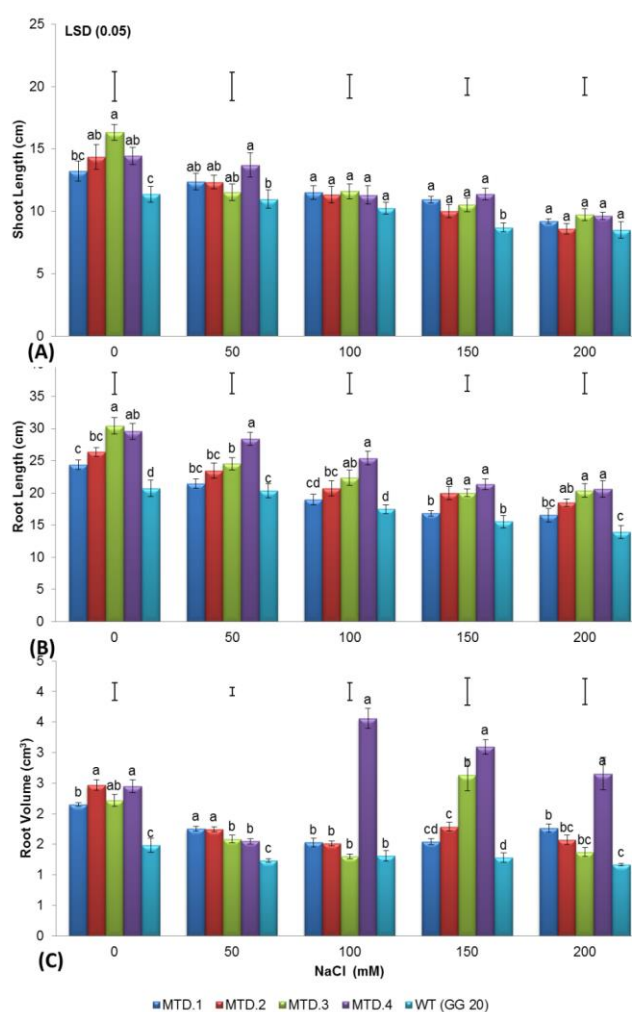 LSD (0.05)
Shoot Length (cm)
25
20
15
10
5
0
bc ab a ab c
ab ab ab a b
a a a a a
a a a a b
a a a a a
0 50 100 150 200
(A)
Root Length (cm)
35
30
25
20
15
10
5
0
c bc a ab d
bc bc b a c
cd bc ab a d
b a a a b
bc ab a a c
0 50 100 150 200
(B)
Root Volume (cm³)
5
4
4
3
3
2
2
1
1
0
b a ab a c
a a b b c
b b b a b
cd c b a d
b bc bc a c
0 50 100 150 200
(C)
NaCl (mM)
MTD.1 MTD.2 MTD.3 MTD.4 WT (GG 20)